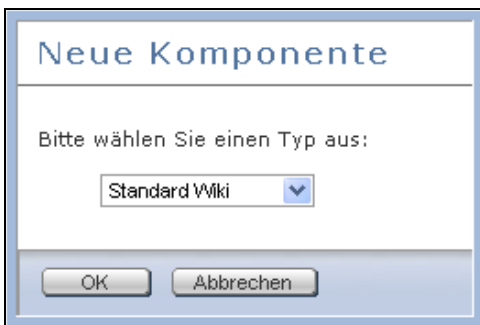 Neue Komponente
Bitte wählen Sie einen Typ aus:
Standard Wiki
OK Abbrechen